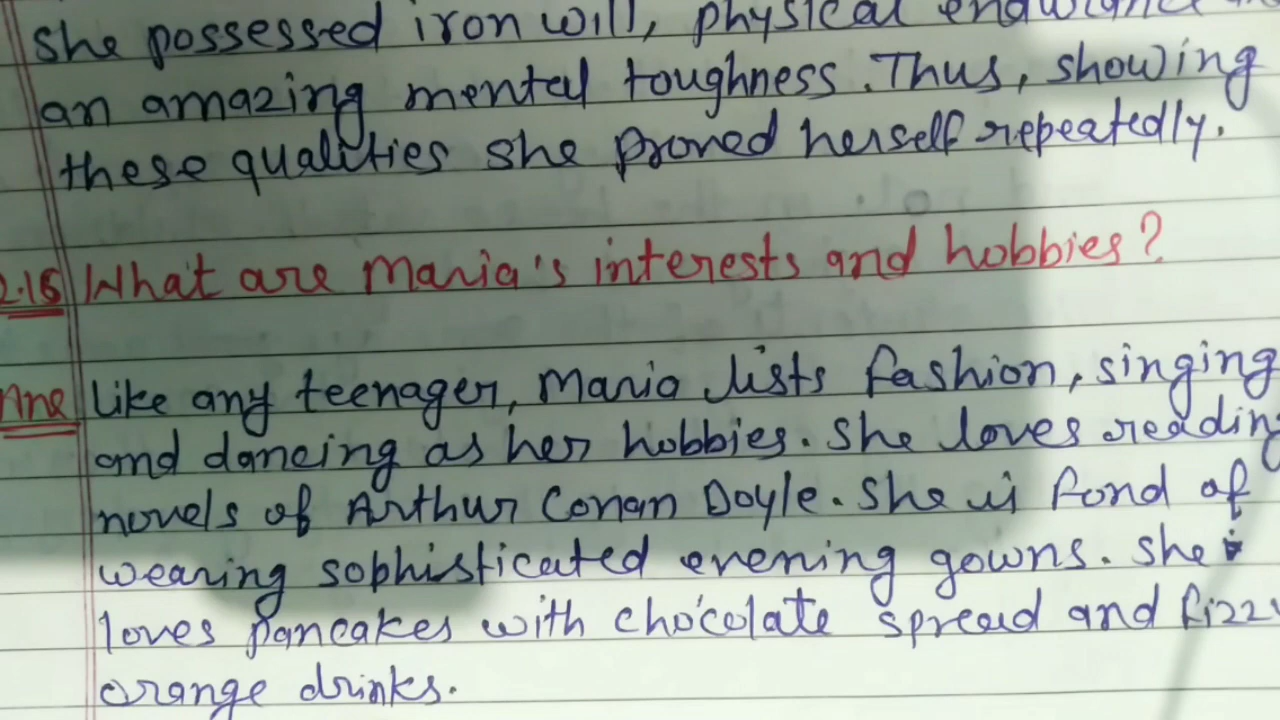 she possessed iron will, physical endurance
an amazing mental toughness. Thus, showing
these qualities she proved herself repeatedly.
Q.16 What are Maria's interests and hobbies?
Ans Like any teenager, Maria lists fashion, singing
and dancing as her hobbies. She loves reading
novels of Arthur Conan Doyle. She is fond of
wearing sophisticated evening gowns. She
loves pancakes with chocolate spread and fizzy
orange drinks.